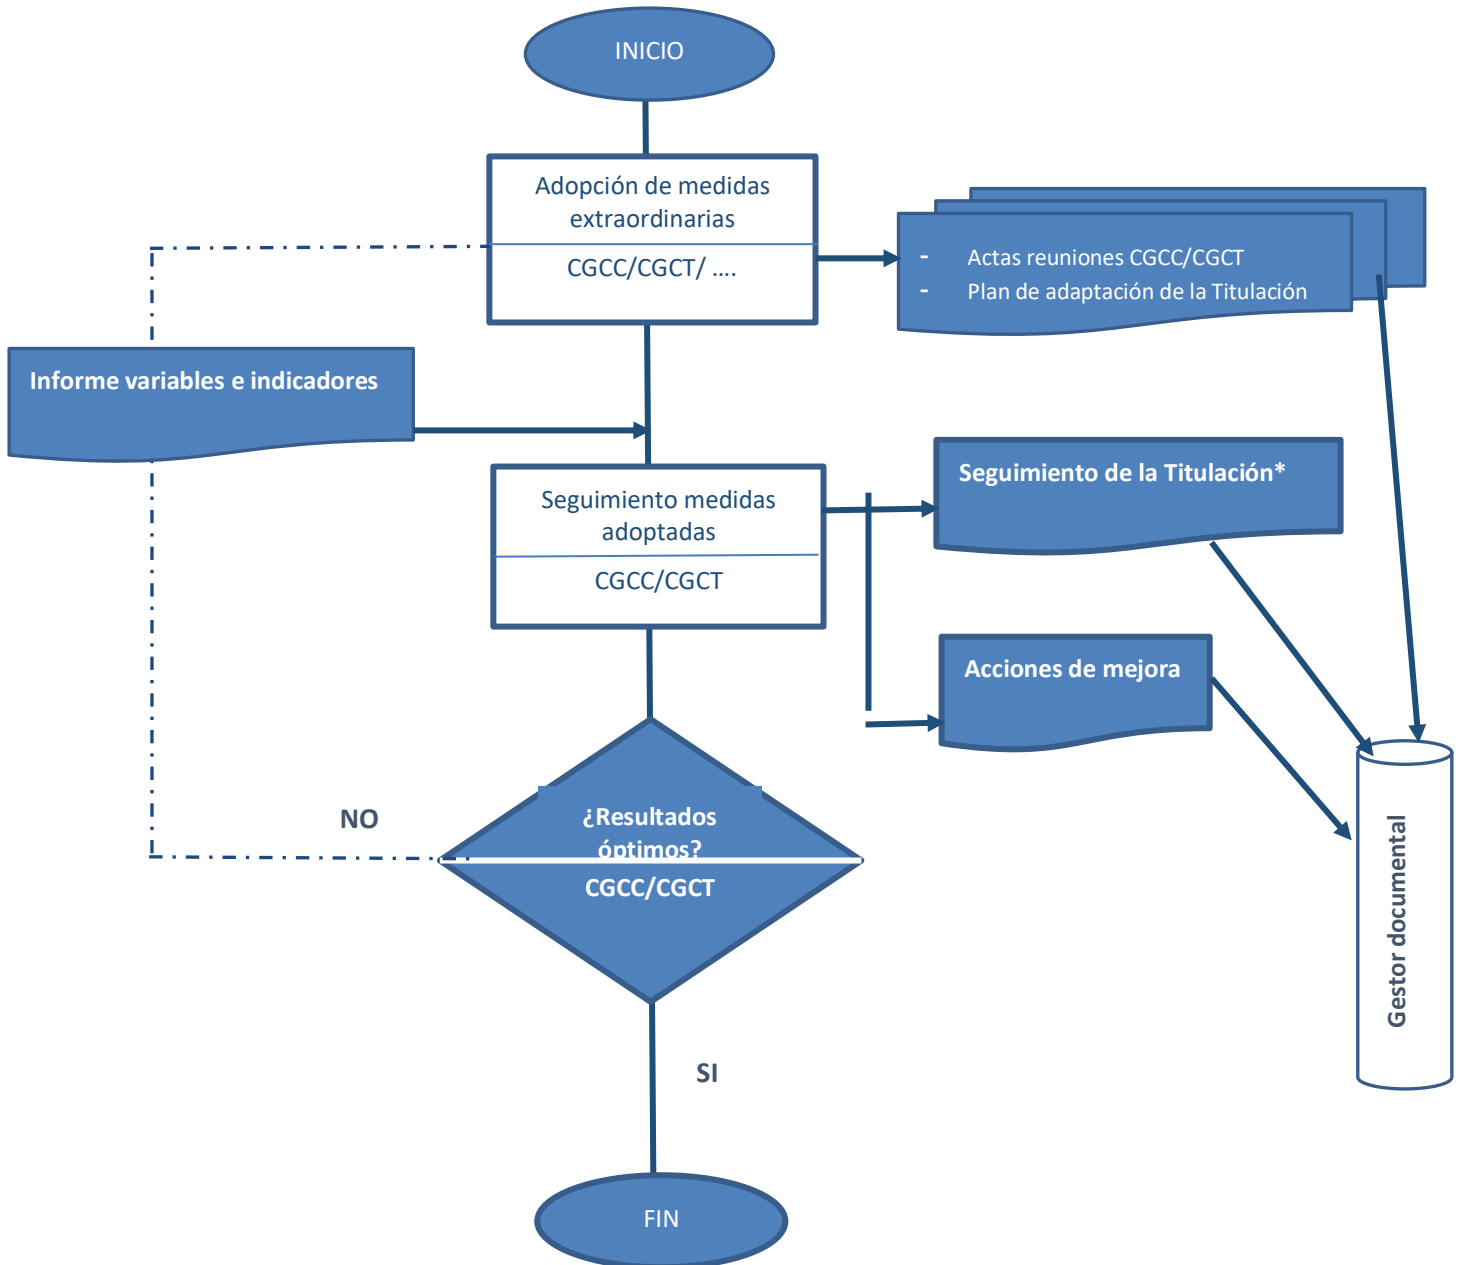 INICIO
Adopción de medidas
extraordinarias
CGCC/CGCT/ ....
- Actas reuniones CGCC/CGCT
- Plan de adaptación de la Titulación
Informe variables e indicadores
Seguimiento medidas
adoptadas
CGCC/CGCT
Seguimiento de la Titulación*
Acciones de mejora
NO
¿Resultados
óptimos?
CGCC/CGCT
Gestor documental
SI
FIN